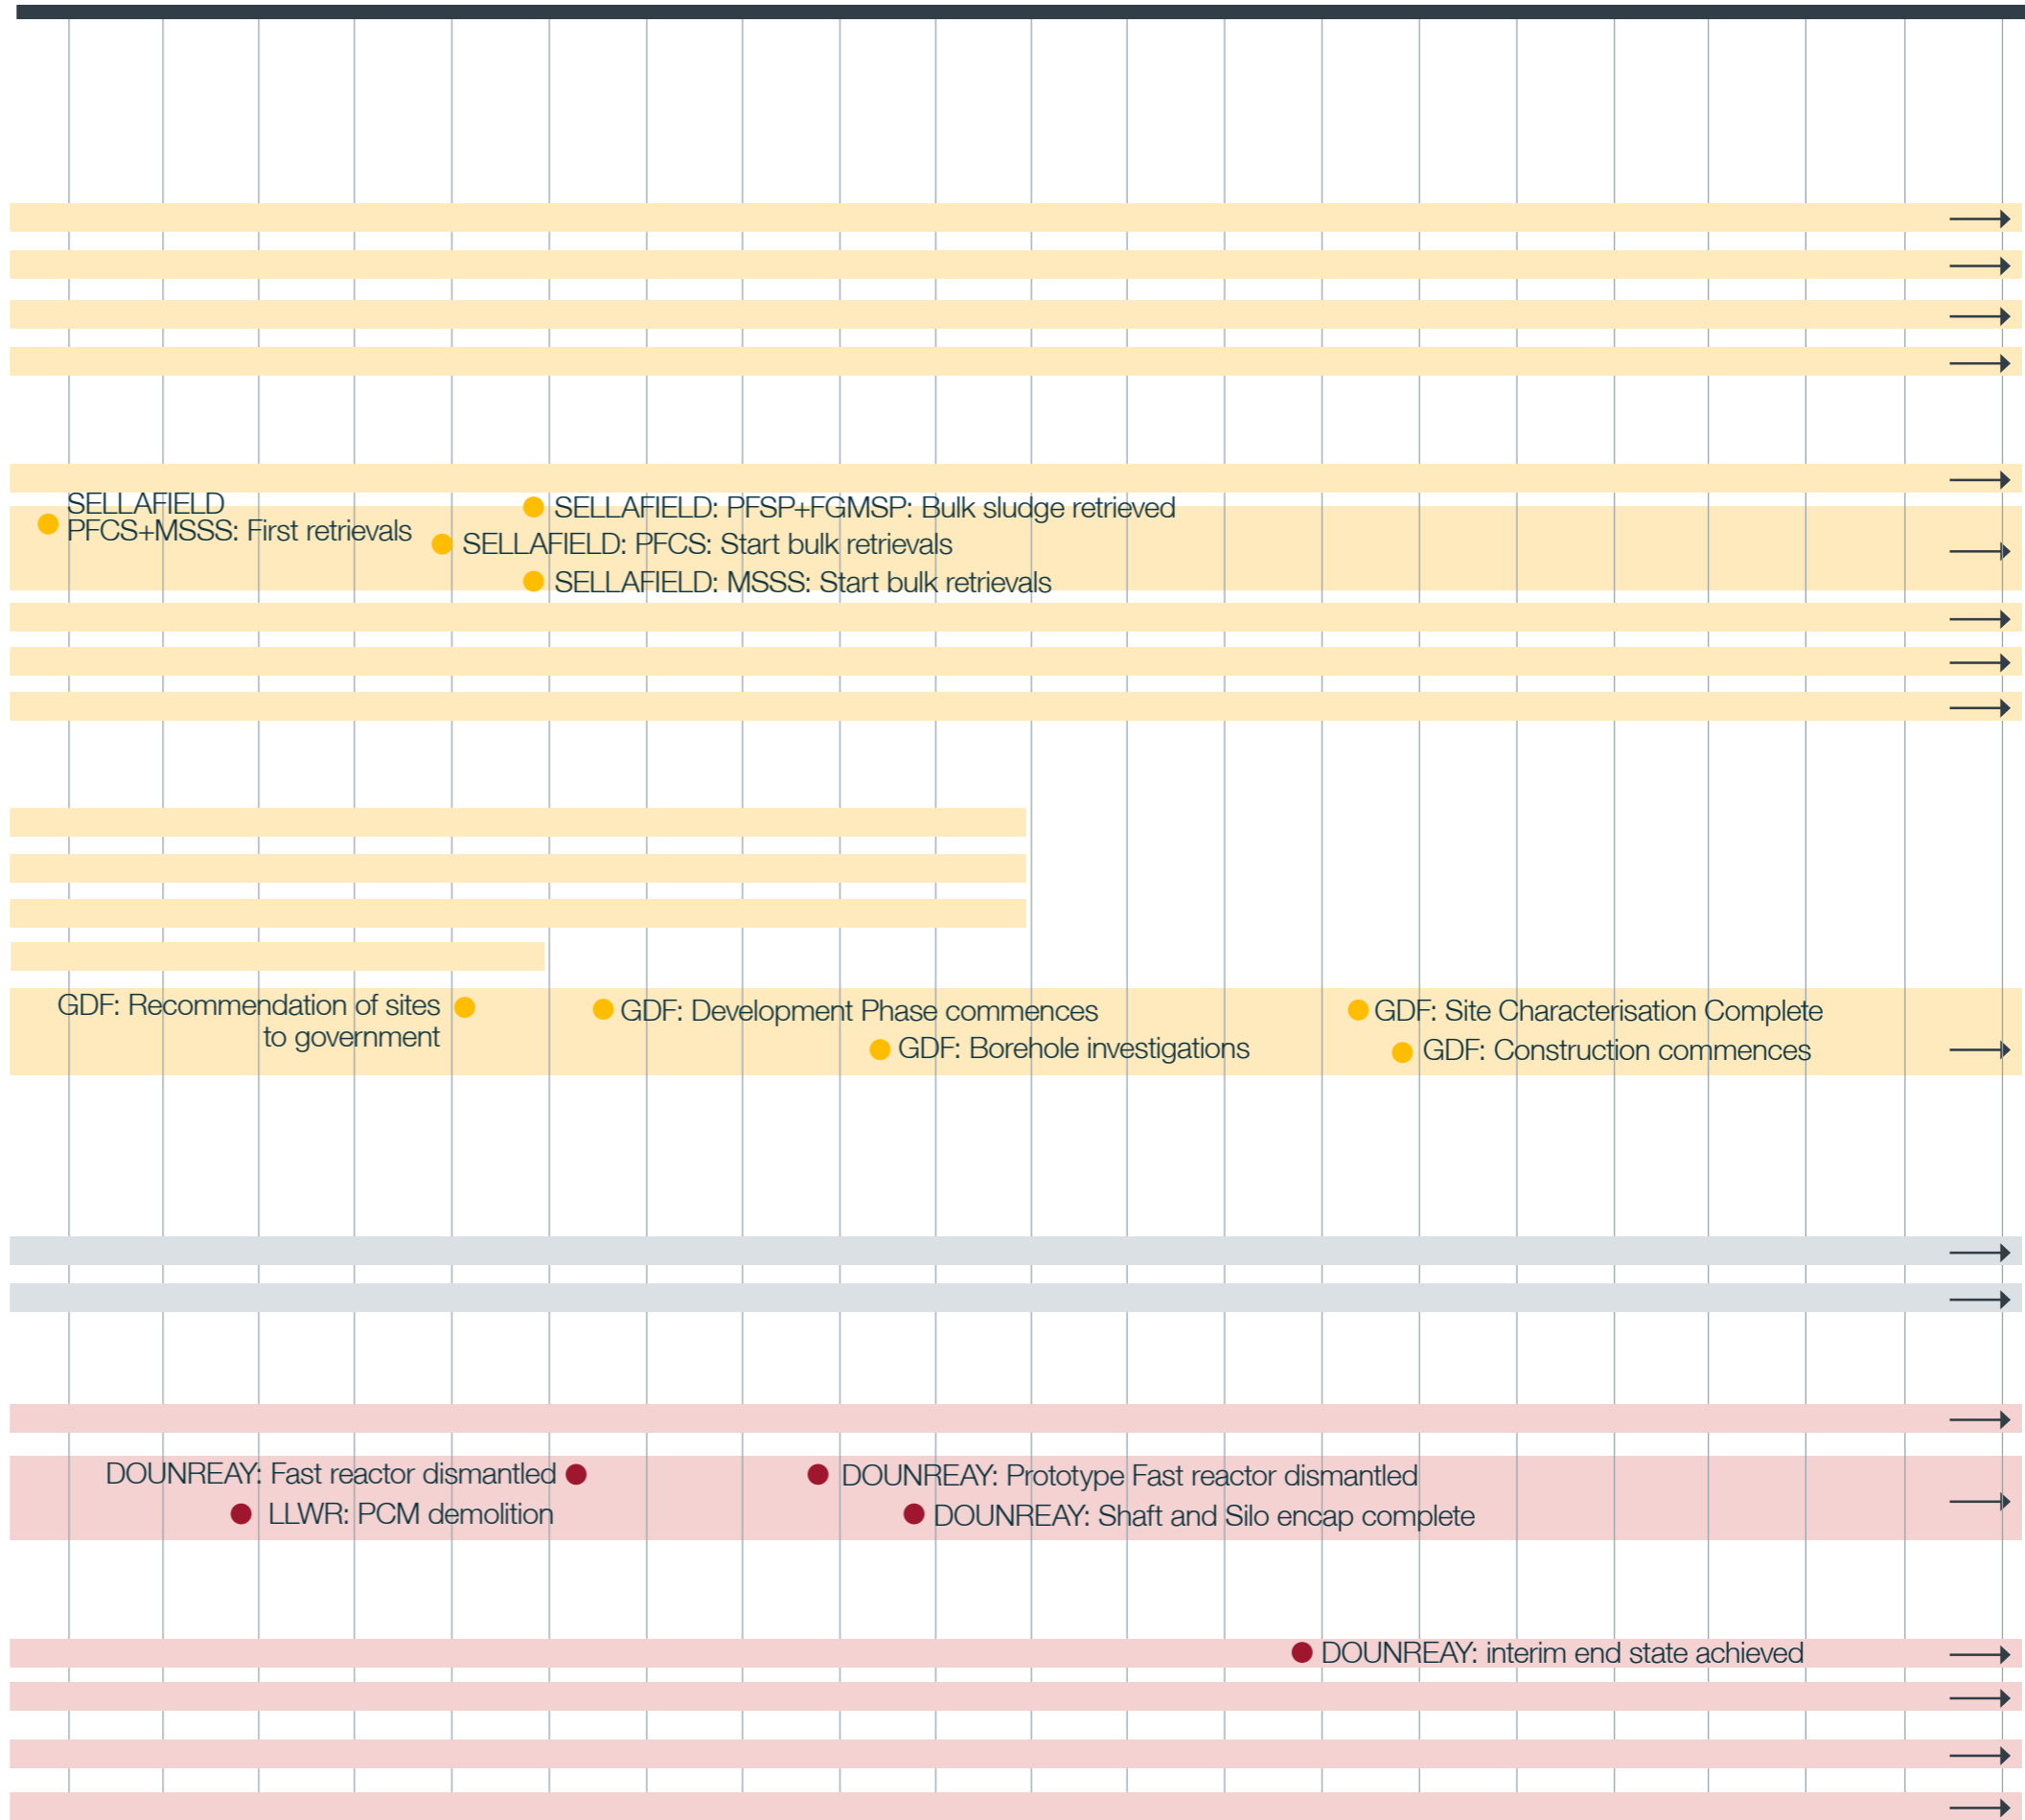 SELLAFIELD
PFCS+MSSS: First retrievals
SELLAFIELD: PFSP+FGMSP: Bulk sludge retrieved
SELLAFIELD: PFCS: Start bulk retrievals
SELLAFIELD: MSSS: Start bulk retrievals
GDF: Recommendation of sites
to government
GDF: Development Phase commences
GDF: Borehole investigations
GDF: Site Characterisation Complete
GDF: Construction commences
DOUNREAY: Fast reactor dismantled
LLWR: PCM demolition
DOUNREAY: Prototype Fast reactor dismantled
DOUNREAY: Shaft and Silo encap complete
DOUNREAY: interim end state achieved